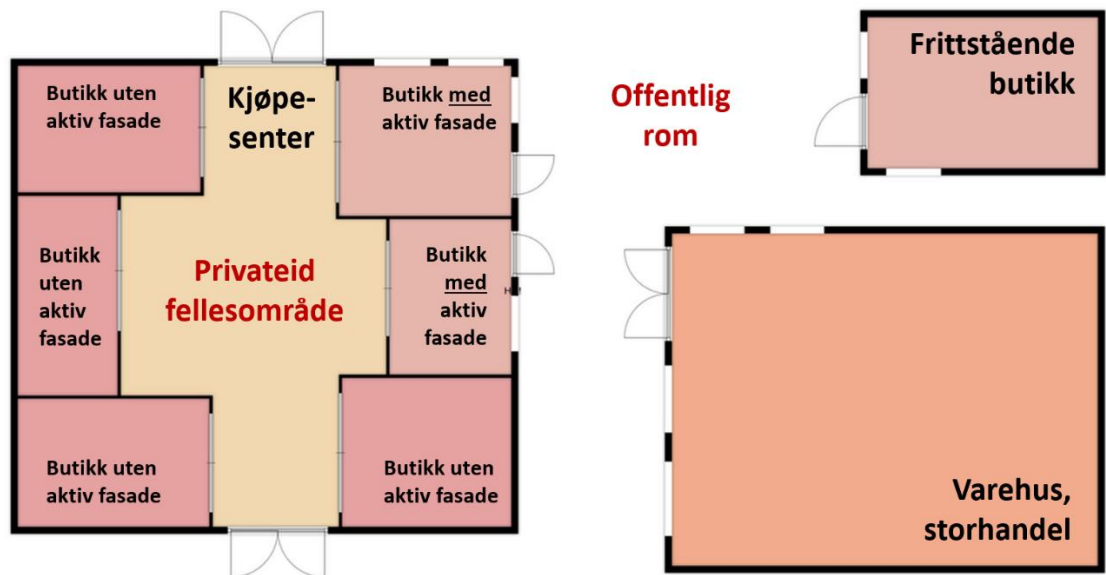 Butikk uten
aktiv fasade
Kjøpe-
senter
Butikk med
aktiv fasade
Offentlig
rom
Frittstående
butikk
Butikk
uten
aktiv
fasade
Privateid
fellesområde
Butikk
med
aktiv
fasade
Butikk uten
aktiv fasade
Butikk uten
aktiv fasade
Varehus,
storhandel